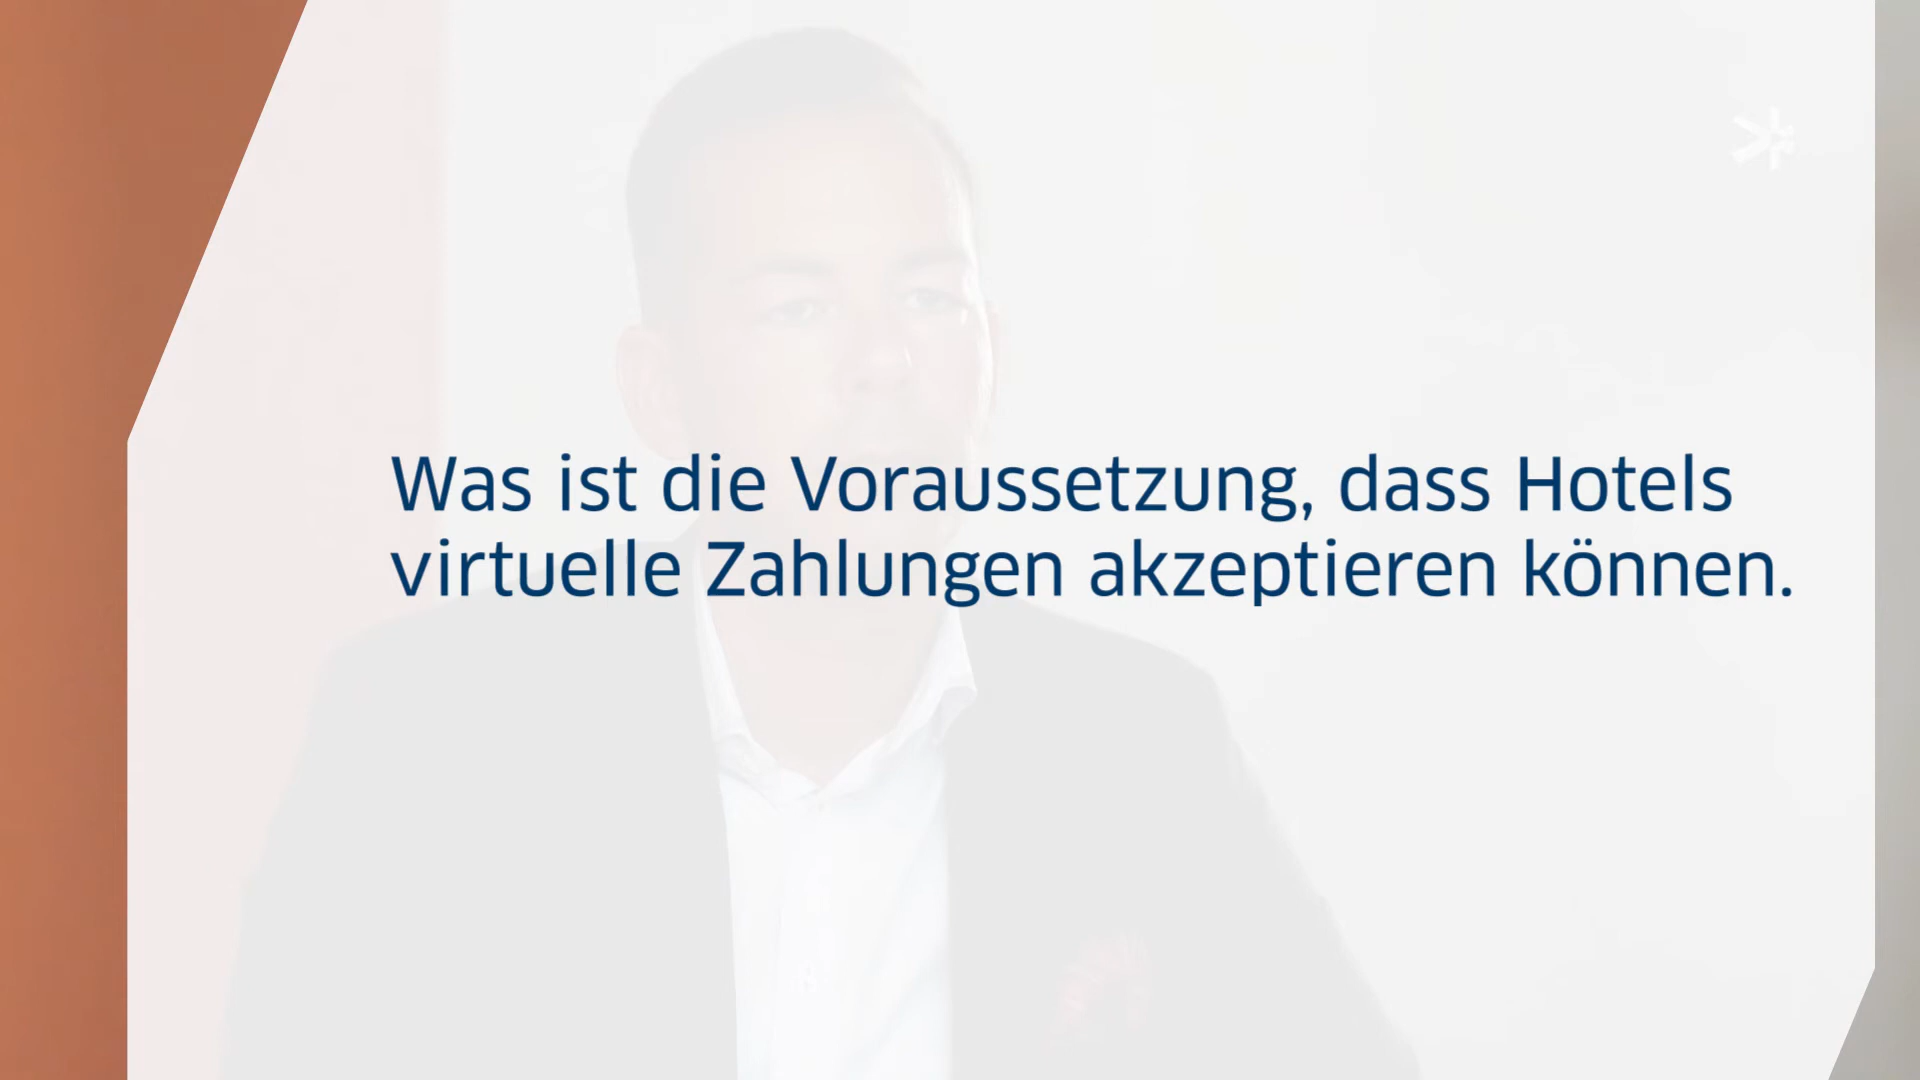 Was ist die Voraussetzung, dass Hotels
virtuelle Zahlungen akzeptieren können.